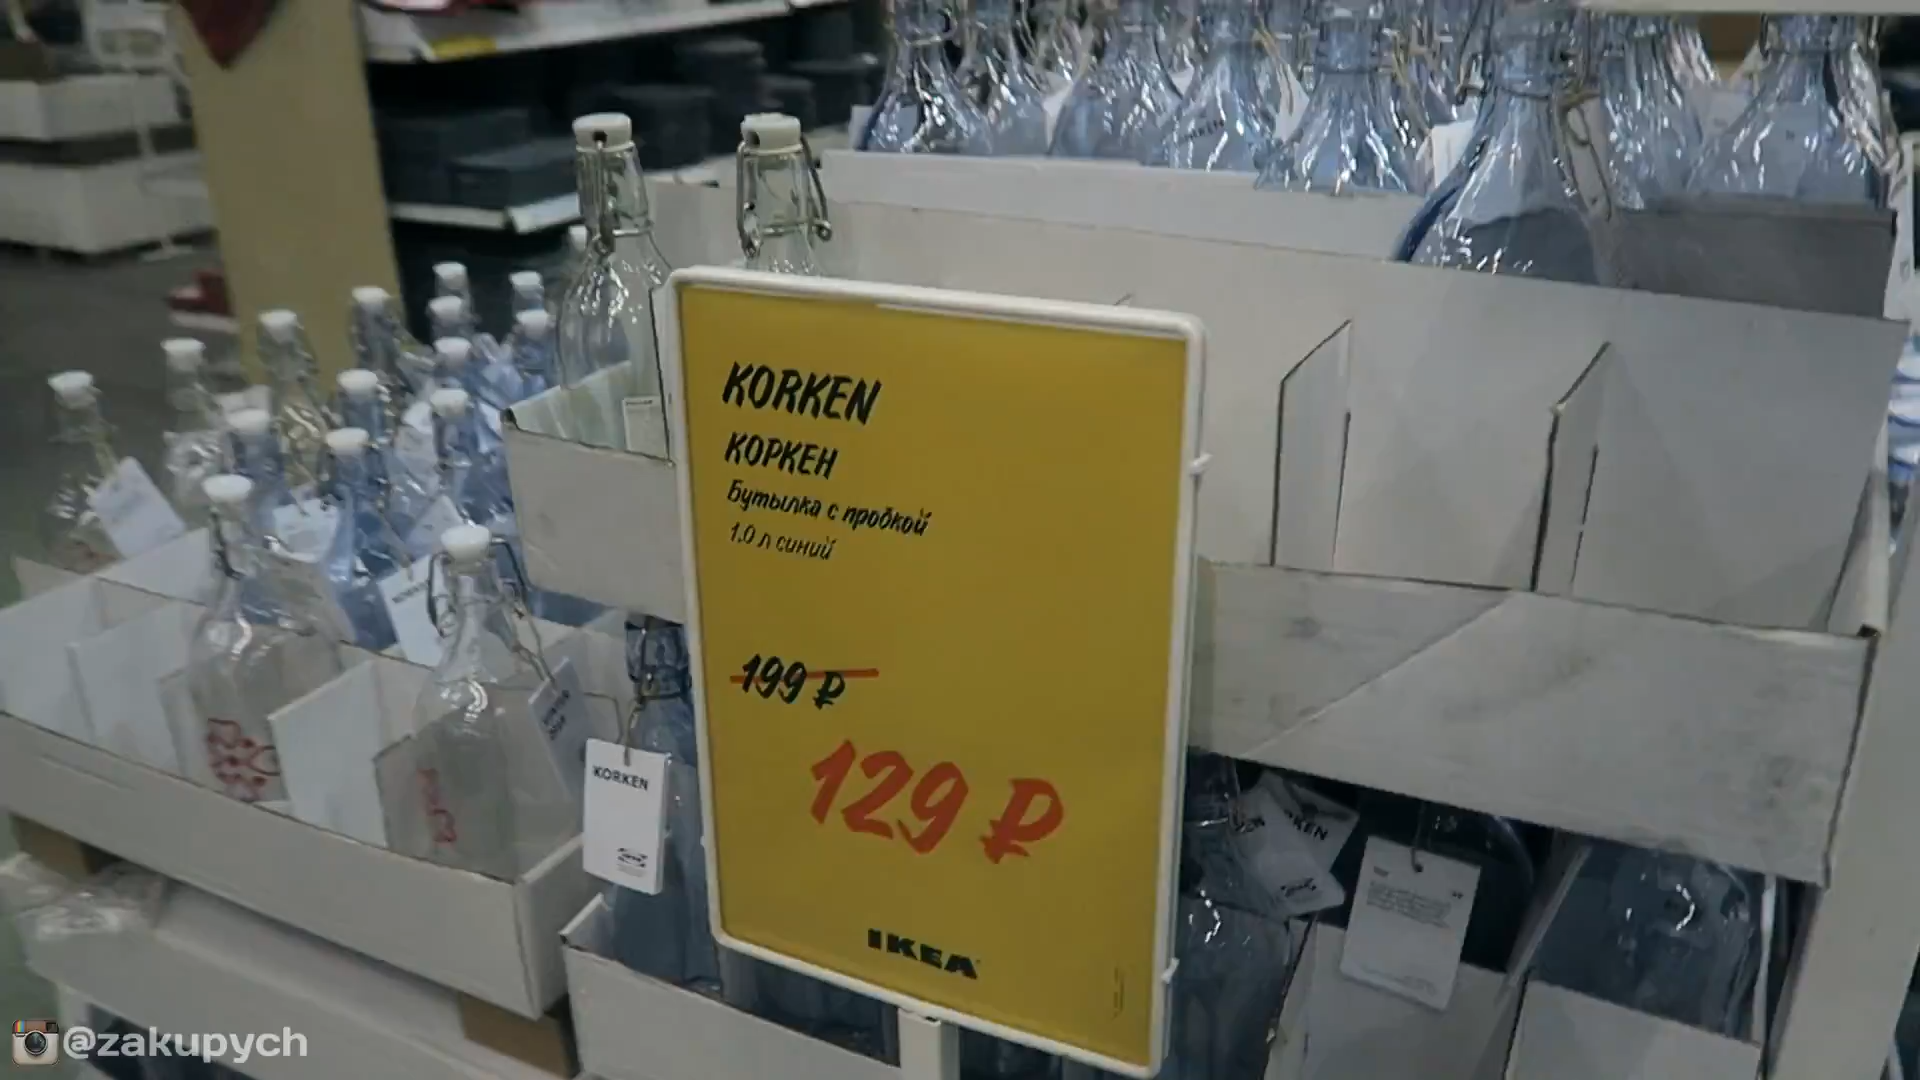 KORKEN
КОРКЕН
Бутылка с пробкой
1.0 л синий
199 ₽
129 ₽
IKEA
KORKEN
@zakupych